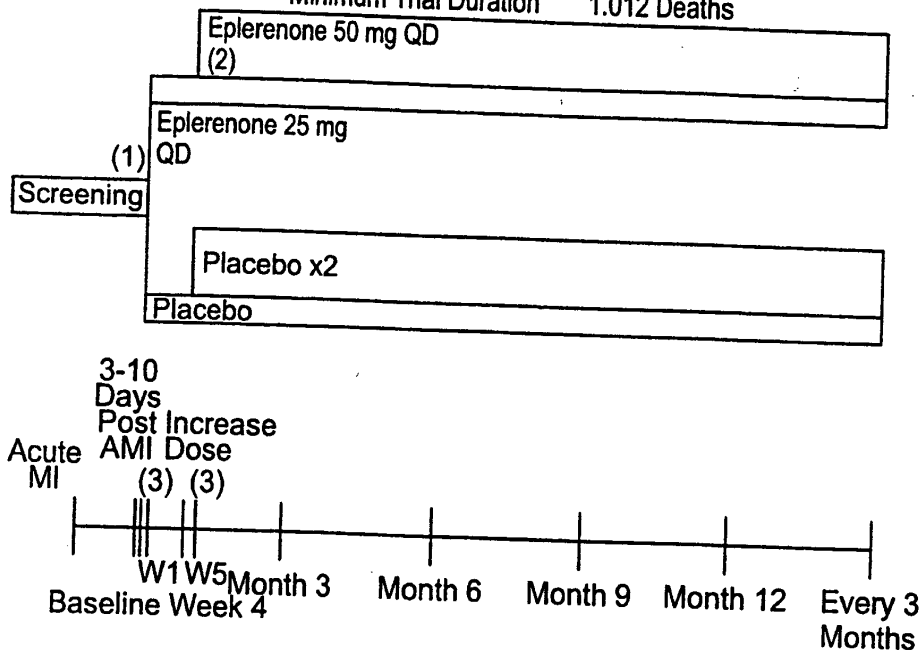 Minimum Trial Duration 1.012 Deaths
Eplerenone 50 mg QD
(2)
Eplerenone 25 mg
(1) QD
Screening
Placebo x2
Placebo
3-10
Days
Post Increase
Acute AMI Dose
MI (3) (3)
W1 W5 Month 3 Month 6 Month 9 Month 12 Every 3
Baseline Week 4 Months